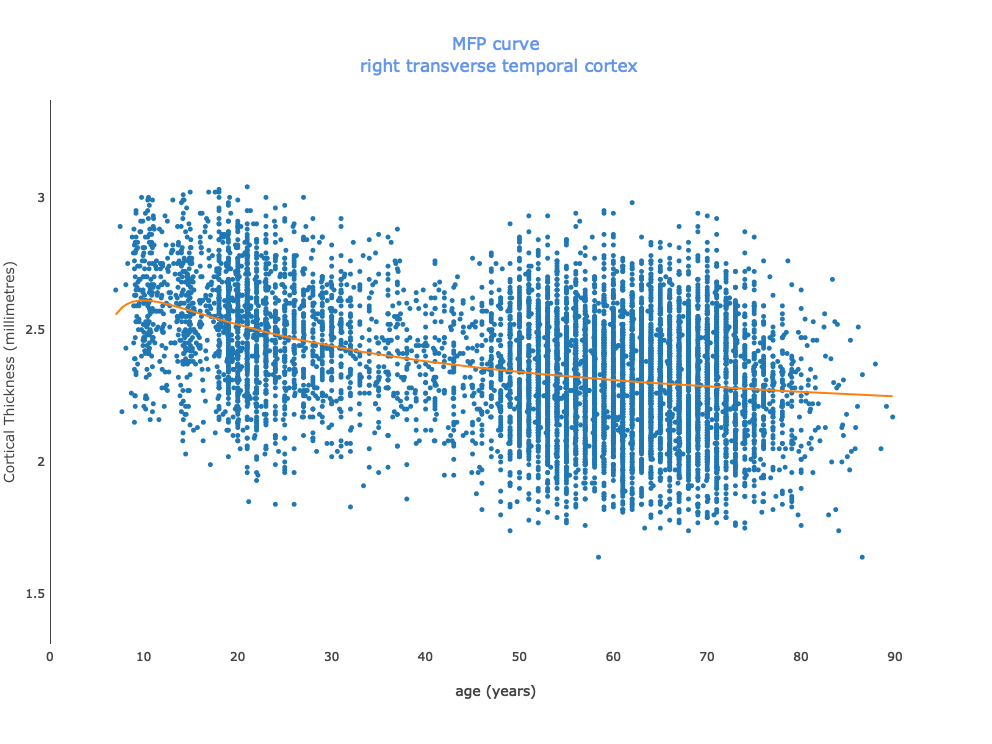 MFP curve
right transverse temporal cortex
Cortical Thickness (millimetres)
3
2.5
2
1.5
0 10 20 30 40 50 60 70 80 90
age (years)